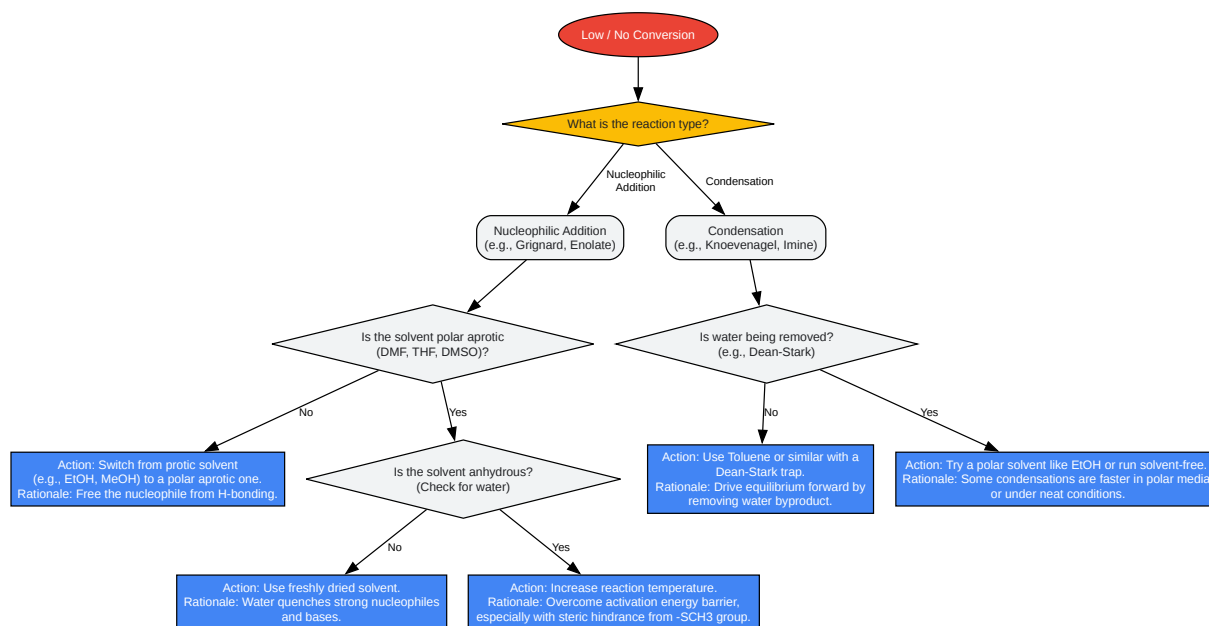 Low / No Conversion
What is the reaction type?
Nucleophilic
Addition
Condensation
Nucleophilic Addition
(e.g., Grignard, Enolate)
Condensation
(e.g., Knoevenagel, Imine)
Is the solvent polar aprotic
(DMF, THF, DMSO)?
Is water being removed?
(e.g., Dean-Stark)
No
Yes
No
Yes
Action: Switch from protic solvent
(e.g., EtOH, MeOH) to a polar aprotic one.
Rationale: Free the nucleophile from H-bonding.
Is the solvent anhydrous?
(Check for water)
Action: Use Toluene or similar with a
Dean-Stark trap.
Rationale: Drive equilibrium forward by
removing water byproduct.
Action: Try a polar solvent like EtOH or run solvent-free.
Rationale: Some condensations are faster in polar media
or under neat conditions.
No
Yes
Action: Use freshly dried solvent.
Rationale: Water quenches strong nucleophiles
and bases.
Action: Increase reaction temperature.
Rationale: Overcome activation energy barrier,
especially with steric hindrance from -SCH3 group.